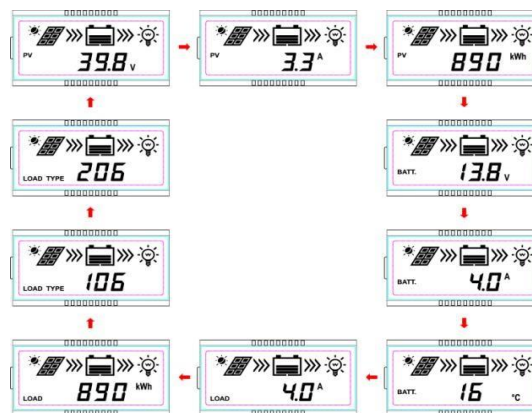 PV 39.8 V
PV 3.3 A
PV 890 kWh
LOAD TYPE 206
BATT. 13.8 V
LOAD TYPE 106
BATT. 4.0 A
LOAD 890 kWh
LOAD 4.0 A
BATT. 16 °C